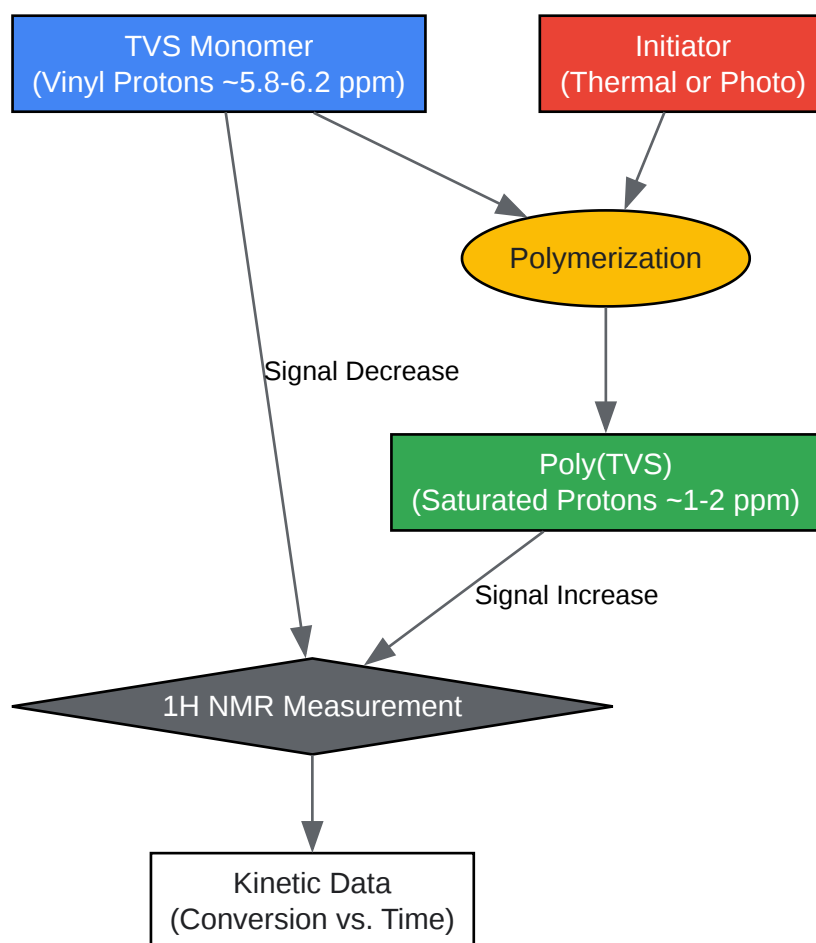 TVS Monomer
(Vinyl Protons ~5.8-6.2 ppm)
Initiator
(Thermal or Photo)
Polymerization
Signal Decrease
Poly(TVS)
(Saturated Protons ~1-2 ppm)
Signal Increase
1H NMR Measurement
Kinetic Data
(Conversion vs. Time)